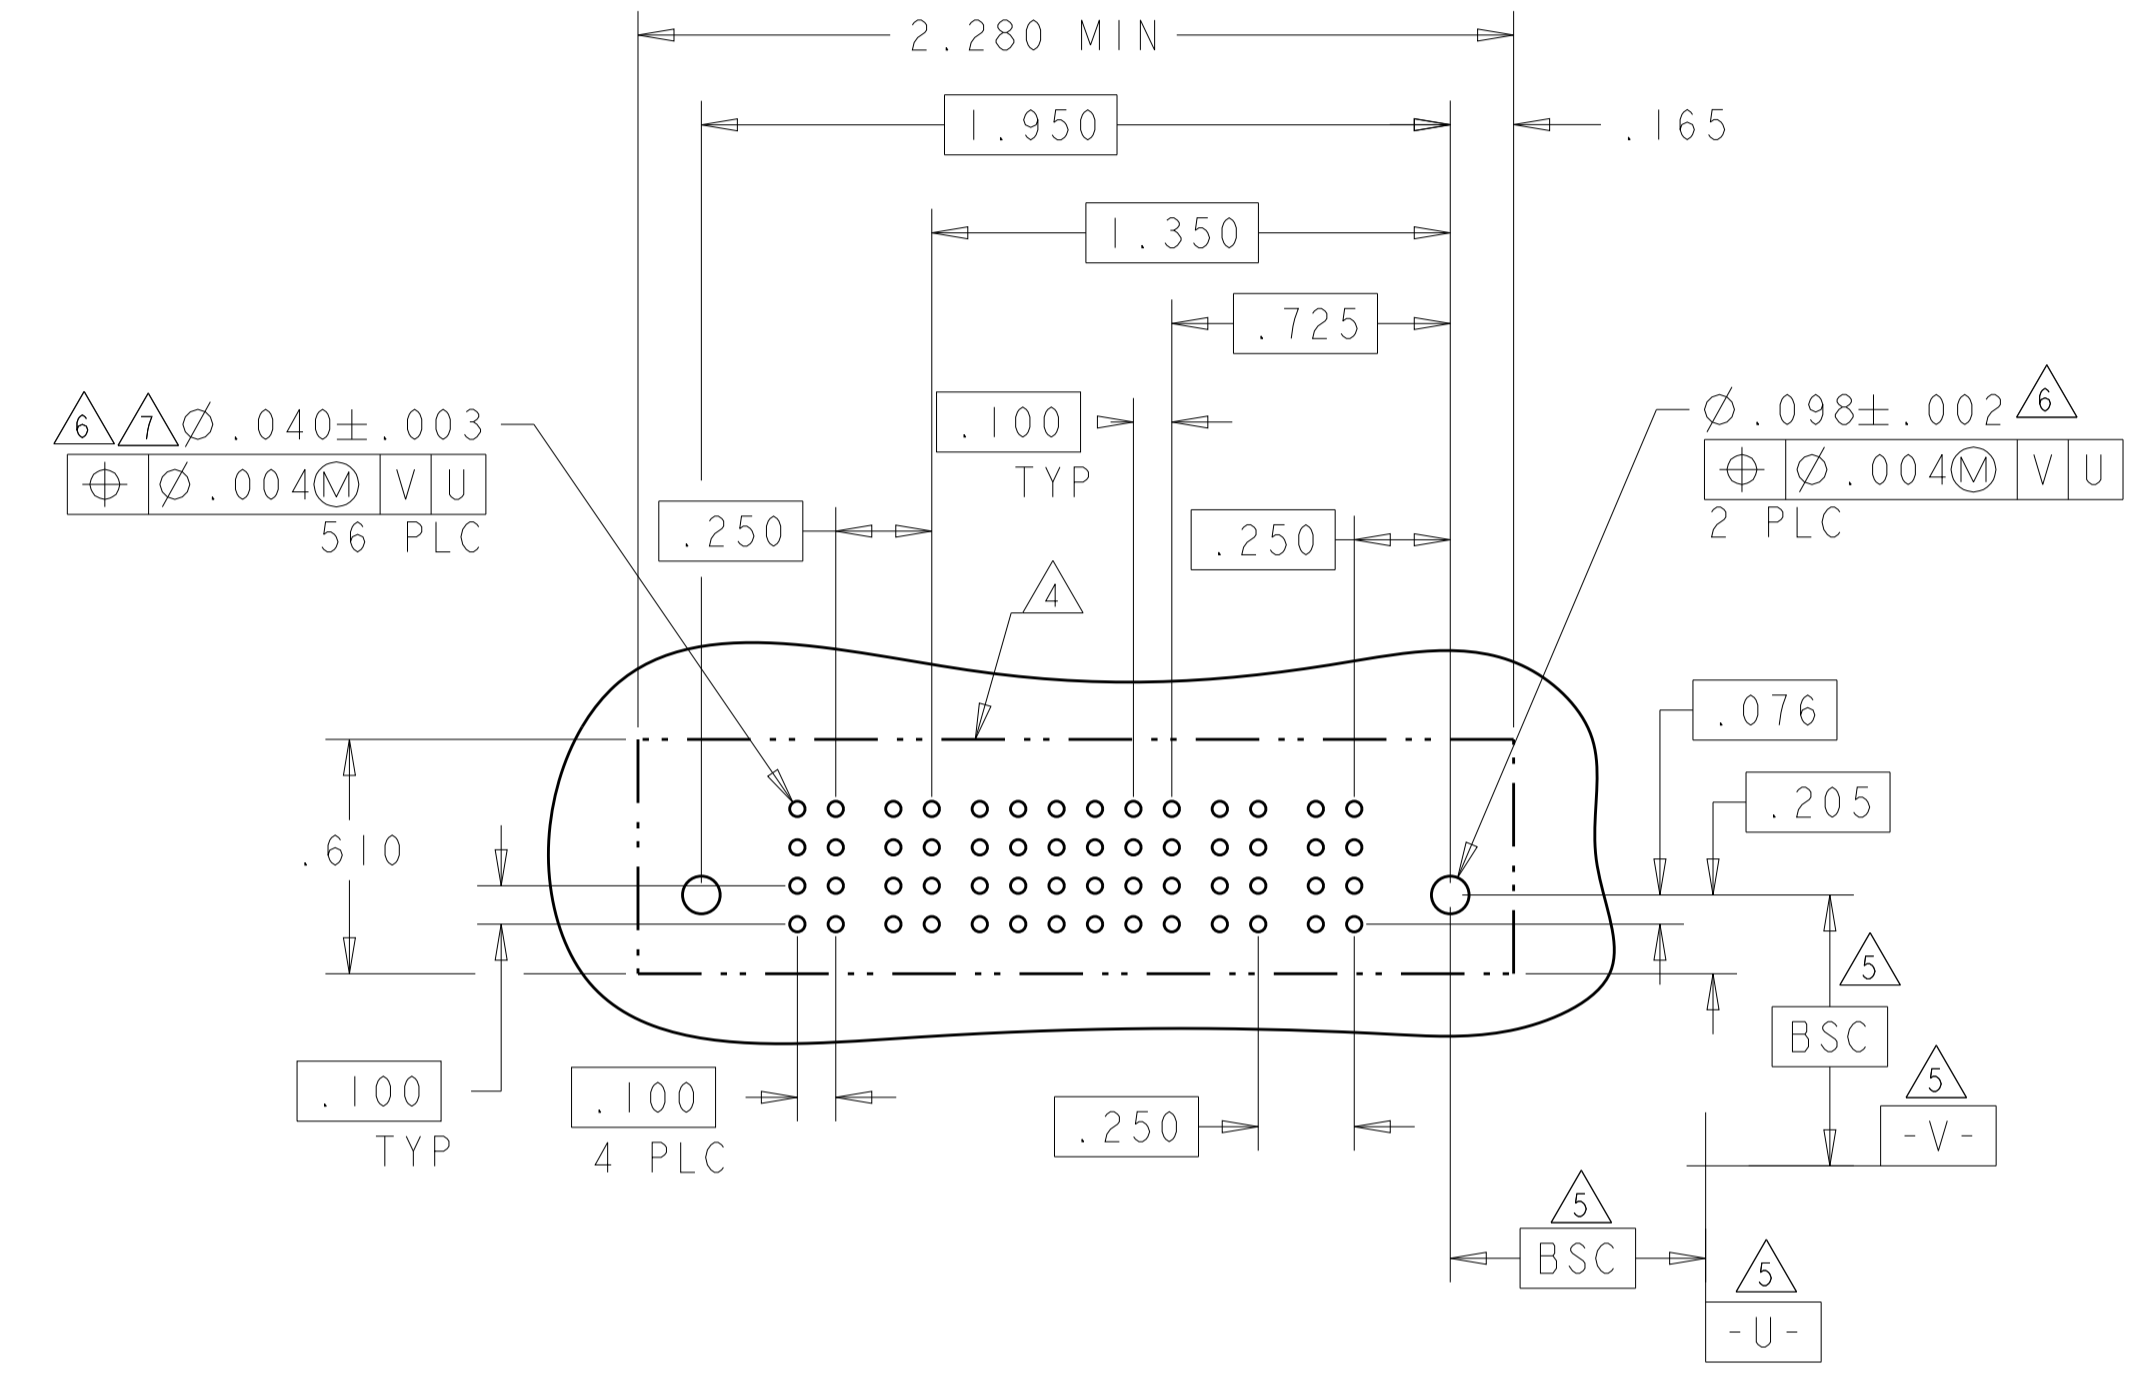 2.280 MIN
1.950
.165
1.350
.725
6 7 Ø.040±.003
⌖ Ø.004Ⓜ V U
56 PLC
.100
TYP
Ø.098±.002 6
⌖ Ø.004Ⓜ V U
2 PLC
.250
.250
4
.076
.205
.610
5
BSC
5
-V-
.100
TYP
.100
4 PLC
.250
5
BSC
5
-U-